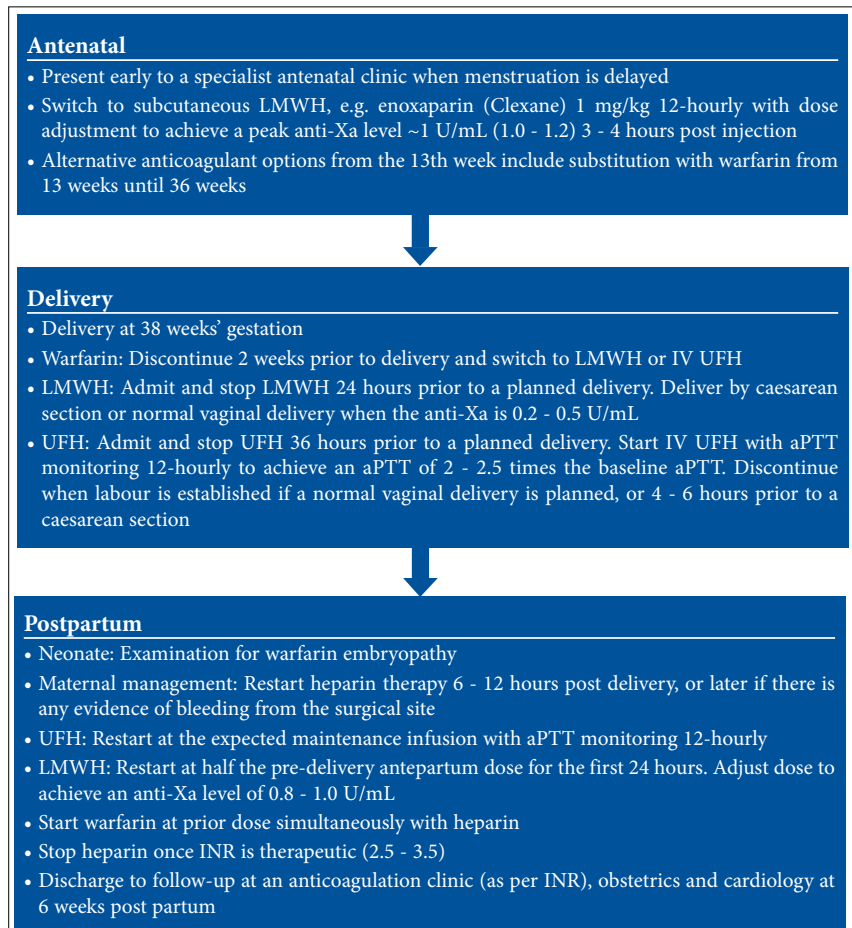 Antenatal
• Present early to a specialist antenatal clinic when menstruation is delayed
• Switch to subcutaneous LMWH, e.g. enoxaparin (Clexane) 1 mg/kg 12-hourly with dose
adjustment to achieve a peak anti-Xa level ~1 U/mL (1.0 - 1.2) 3 - 4 hours post injection
• Alternative anticoagulant options from the 13th week include substitution with warfarin from
13 weeks until 36 weeks
Delivery
• Delivery at 38 weeks' gestation
• Warfarin: Discontinue 2 weeks prior to delivery and switch to LMWH or IV UFH
• LMWH: Admit and stop LMWH 24 hours prior to a planned delivery. Deliver by caesarean
section or normal vaginal delivery when the anti-Xa is 0.2 - 0.5 U/mL
• UFH: Admit and stop UFH 36 hours prior to a planned delivery. Start IV UFH with aPTT
monitoring 12-hourly to achieve an aPTT of 2 - 2.5 times the baseline aPTT. Discontinue
when labour is established if a normal vaginal delivery is planned, or 4 - 6 hours prior to a
caesarean section
Postpartum
• Neonate: Examination for warfarin embryopathy
• Maternal management: Restart heparin therapy 6 - 12 hours post delivery, or later if there is
any evidence of bleeding from the surgical site
• UFH: Restart at the expected maintenance infusion with aPTT monitoring 12-hourly
• LMWH: Restart at half the pre-delivery antepartum dose for the first 24 hours. Adjust dose to
achieve an anti-Xa level of 0.8 - 1.0 U/mL
• Start warfarin at prior dose simultaneously with heparin
• Stop heparin once INR is therapeutic (2.5 - 3.5)
• Discharge to follow-up at an anticoagulation clinic (as per INR), obstetrics and cardiology at
6 weeks post partum